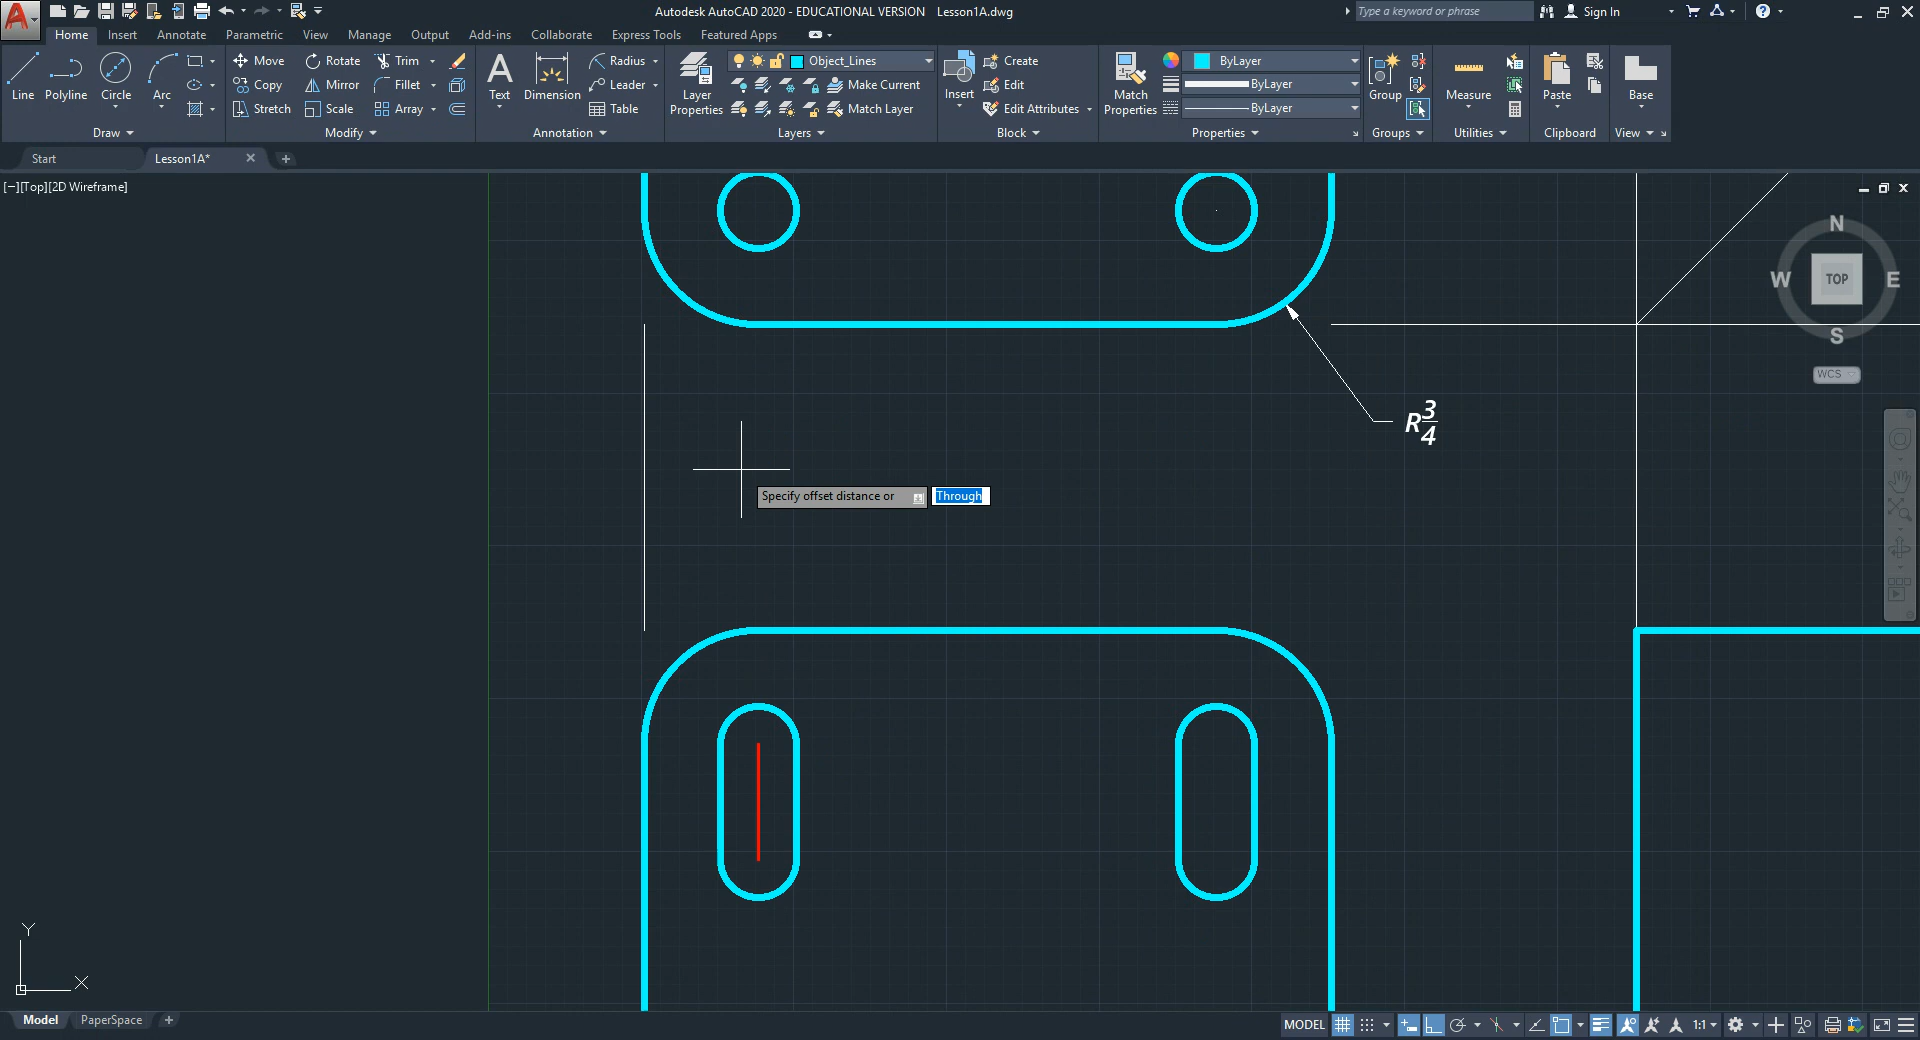 Autodesk AutoCAD 2020 - EDUCATIONAL VERSION Lesson1A.dwg
Type a keyword or phrase
Sign In
Home Insert Annotate Parametric View Manage Output Add-ins Collaborate Express Tools Featured Apps
Line Polyline Circle Arc
Draw
Move Rotate Trim
Copy Mirror Fillet
Stretch Scale Array
Modify
Text Dimension
Radius
Leader
Table
Annotation
Layer Properties
Object_Lines
Make Current
Match Layer
Layers
Insert
Create
Edit
Edit Attributes
Block
Match Properties
ByLayer
ByLayer
ByLayer
Properties
Group
Groups
Measure
Utilities
Paste
Clipboard
Base
View
Start
Lesson1A*
[−][Top][2D Wireframe]
N
W TOP E
S
WCS
R3/4
Specify offset distance or Through
Y
X
Model PaperSpace
MODEL
1:1